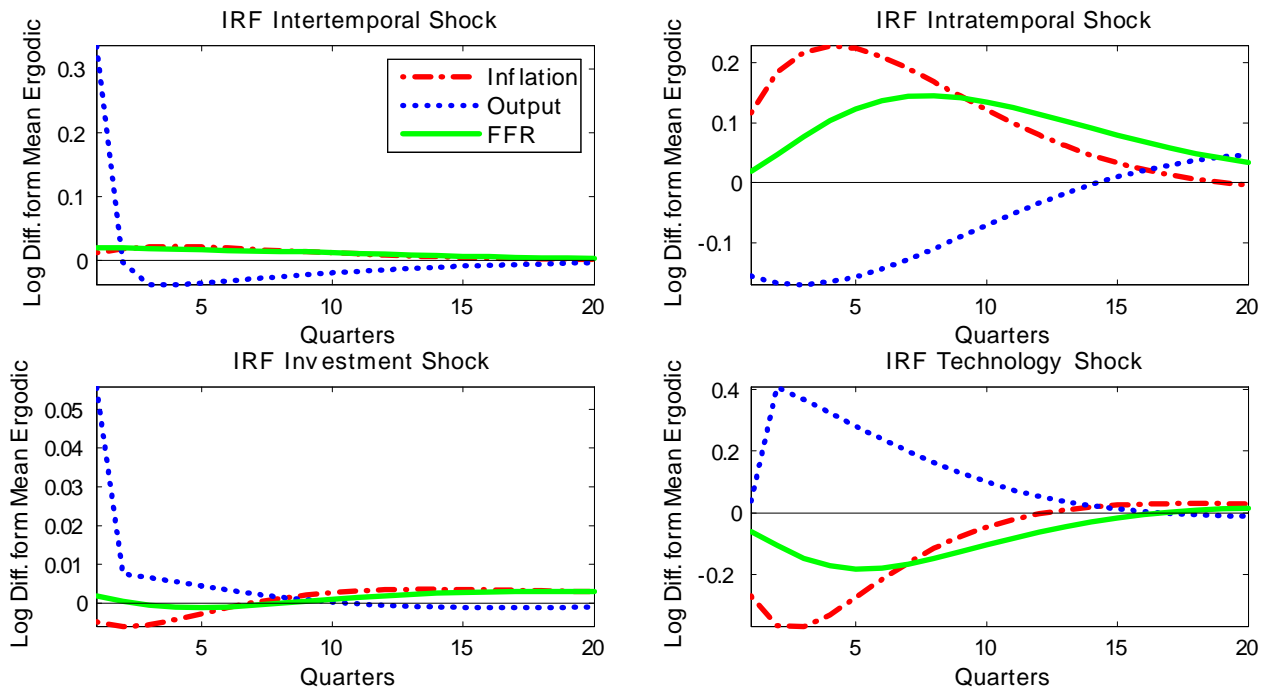 IRF Intertemporal Shock
Log Diff. form Mean Ergodic
0.3
0.2
0.1
0
5
10
15
20
Quarters
Inflation
Output
FFR
IRF Intratemporal Shock
Log Diff. form Mean Ergodic
0.2
0.1
0
-0.1
5
10
15
20
Quarters
IRF Investment Shock
Log Diff. form Mean Ergodic
0.05
0.04
0.03
0.02
0.01
0
5
10
15
20
Quarters
IRF Technology Shock
Log Diff. form Mean Ergodic
0.4
0.2
0
-0.2
5
10
15
20
Quarters